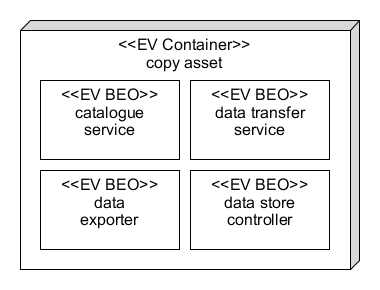 <<EV Container>>
copy asset
<<EV BEO>>
catalogue
service
<<EV BEO>>
data transfer
service
<<EV BEO>>
data
exporter
<<EV BEO>>
data store
controller